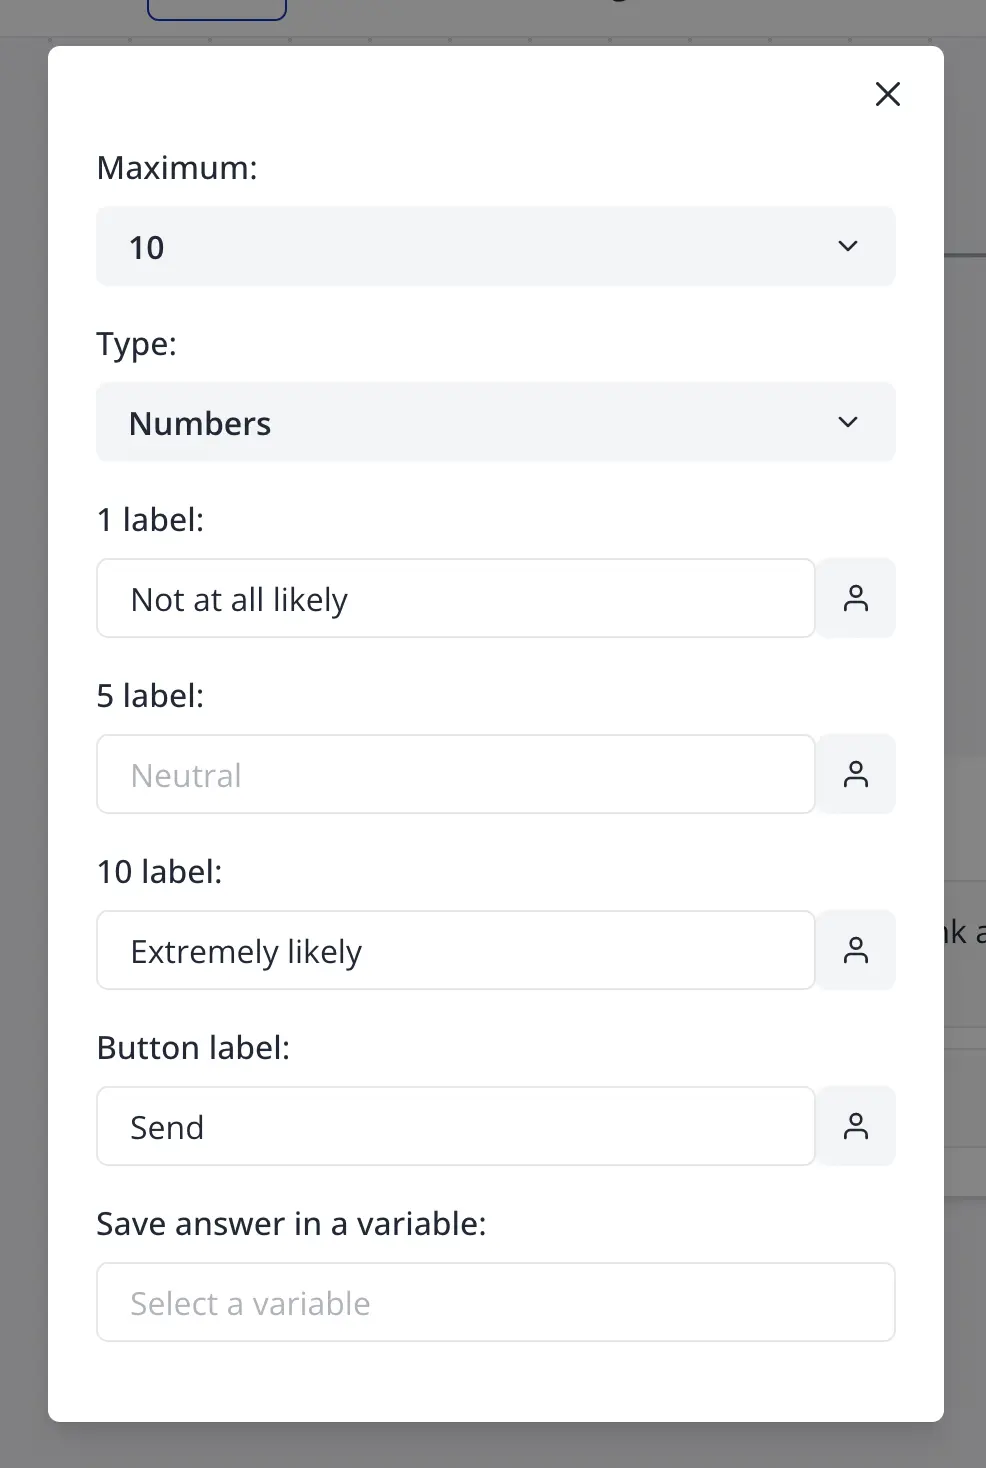 Maximum:
10
Type:
Numbers
1 label:
Not at all likely
5 label:
Neutral
10 label:
Extremely likely
Button label:
Send
Save answer in a variable:
Select a variable